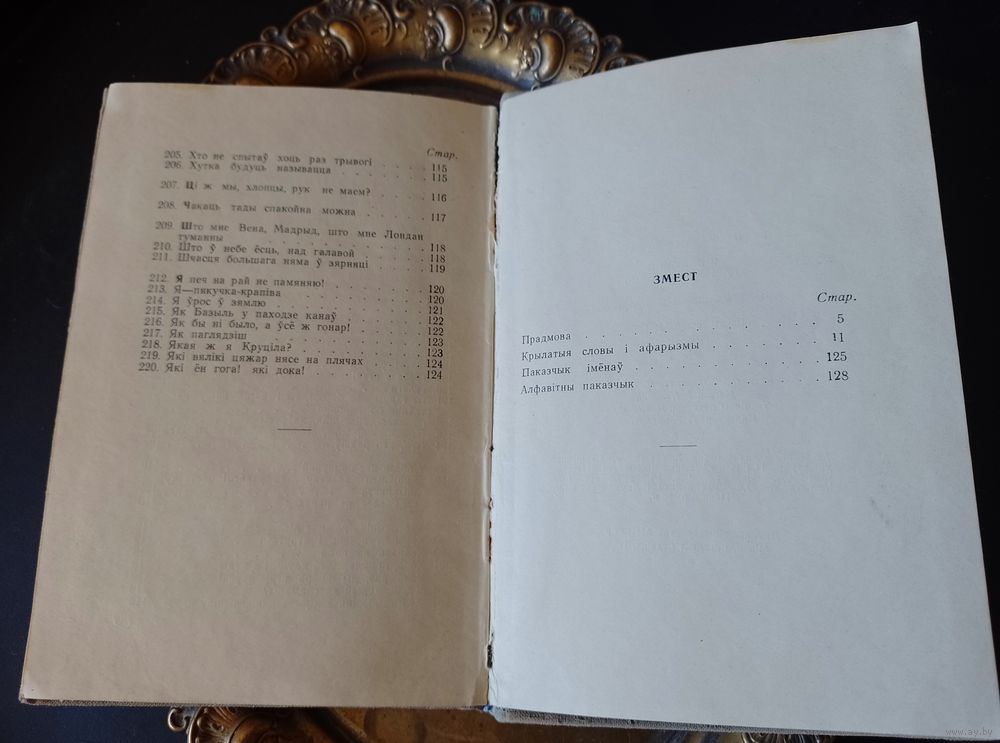 Стар.
205. Хто не спытаў хоць раз трывогі . . . . 115
206. Хутка будуць называцца . . . . . . 115
207. Ці ж мы, хлопцы, рук не маем? . . . . 116
208. Чакаць тады спакойна можна . . . . . 117
209. Што мне Вена, Мадрыд, што мне Лондан
туманны . . . . . . . . . . . 118
210. Што ў небе ёсць, над галавой . . . . 118
211. Шчасця большага няма ў зярняці . . . . 119
212. Я печ на рай не памяняю! . . . . . . 120
213. Я—пякучка-крапіва . . . . . . . . 120
214. Я ўрос ў зямлю . . . . . . . . . 121
215. Як Базыль у паходзе канаў . . . . . . 122
216. Як бы ні было, а ўсё ж гонар! . . . . . 122
217. Як паглядзіш . . . . . . . . . . 123
218. Якая ж я Круціла? . . . . . . . . 123
219. Які вялікі цяжар нясе на плячах . . . . 124
220. Які ён гога! які дока! . . . . . . . 124
ЗМЕСТ
Стар.
Прадмова . . . . . . . . . . . . 5
Крылатыя словы і афарызмы . . . . . . . 11
Паказчык імёнаў . . . . . . . . . . 125
Алфавітны паказчык . . . . . . . . . 128
www.ay.by